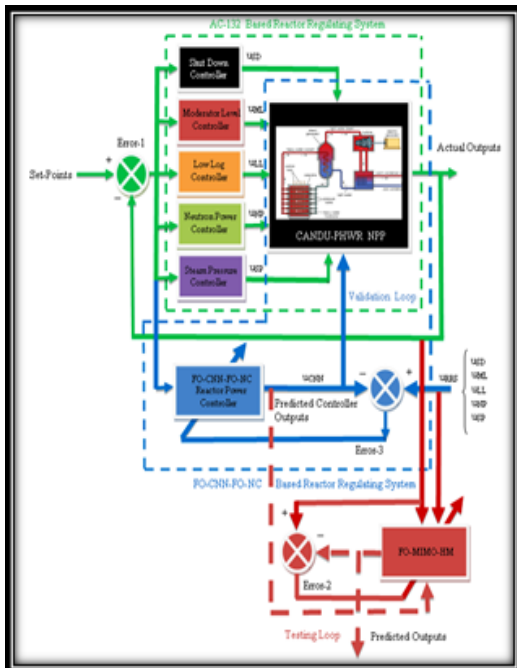 AC-132 Based Reactor Regulating System
Shut Down
Controller
uSD
Moderator Level
Controller
uML
Error-1
+
Low Log
Controller
uLL
Actual Outputs
Set-Points
−
Neutron Power
Controller
uNP
CANDU-PHWR NPP
Steam Pressure
Controller
uSP
Validation Loop
FO-CNN-FO-NC
Reactor Power
Controller
uCNN
−
+
uRRS
uSD
uML
uLL
uNP
uSP
Predicted Controller
Outputs
Error-3
FO-CNN-FO-NC
Based Reactor Regulating System
+
−
FO-MIMO-HM
Error-2
Testing Loop
Predicted Outputs